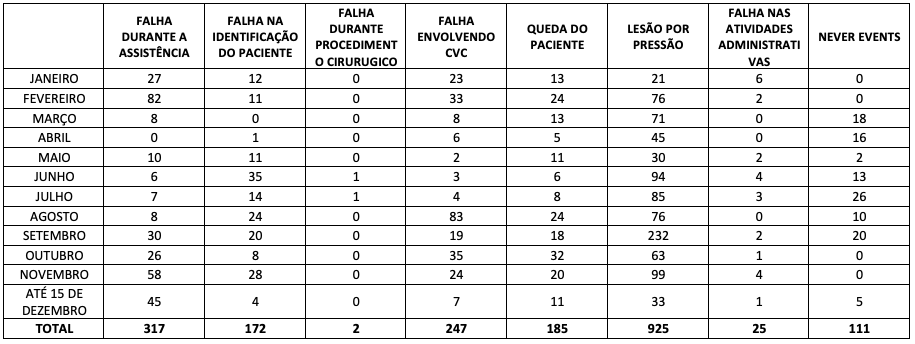 FALHA DURANTE A ASSISTÊNCIA	FALHA NA IDENTIFICAÇÃO DO PACIENTE	FALHA DURANTE PROCEDIMENT O CIRURUGICO	FALHA ENVOLVENDO CVC	QUEDA DO PACIENTE	LESÃO POR PRESSÃO	FALHA NAS ATIVIDADES ADMINISTRATI VAS	NEVER EVENTS
JANEIRO	27	12	0	23	13	21	6	0
FEVEREIRO	82	11	0	33	24	76	2	0
MARÇO	8	0	0	8	13	71	0	18
ABRIL	0	1	0	6	5	45	0	16
MAIO	10	11	0	2	11	30	2	2
JUNHO	6	35	1	3	6	94	4	13
JULHO	7	14	1	4	8	85	3	26
AGOSTO	8	24	0	83	24	76	0	10
SETEMBRO	30	20	0	19	18	232	2	20
OUTUBRO	26	8	0	35	32	63	1	0
NOVEMBRO	58	28	0	24	20	99	4	0
ATÉ 15 DE DEZEMBRO	45	4	0	7	11	33	1	5
TOTAL	317	172	2	247	185	925	25	111